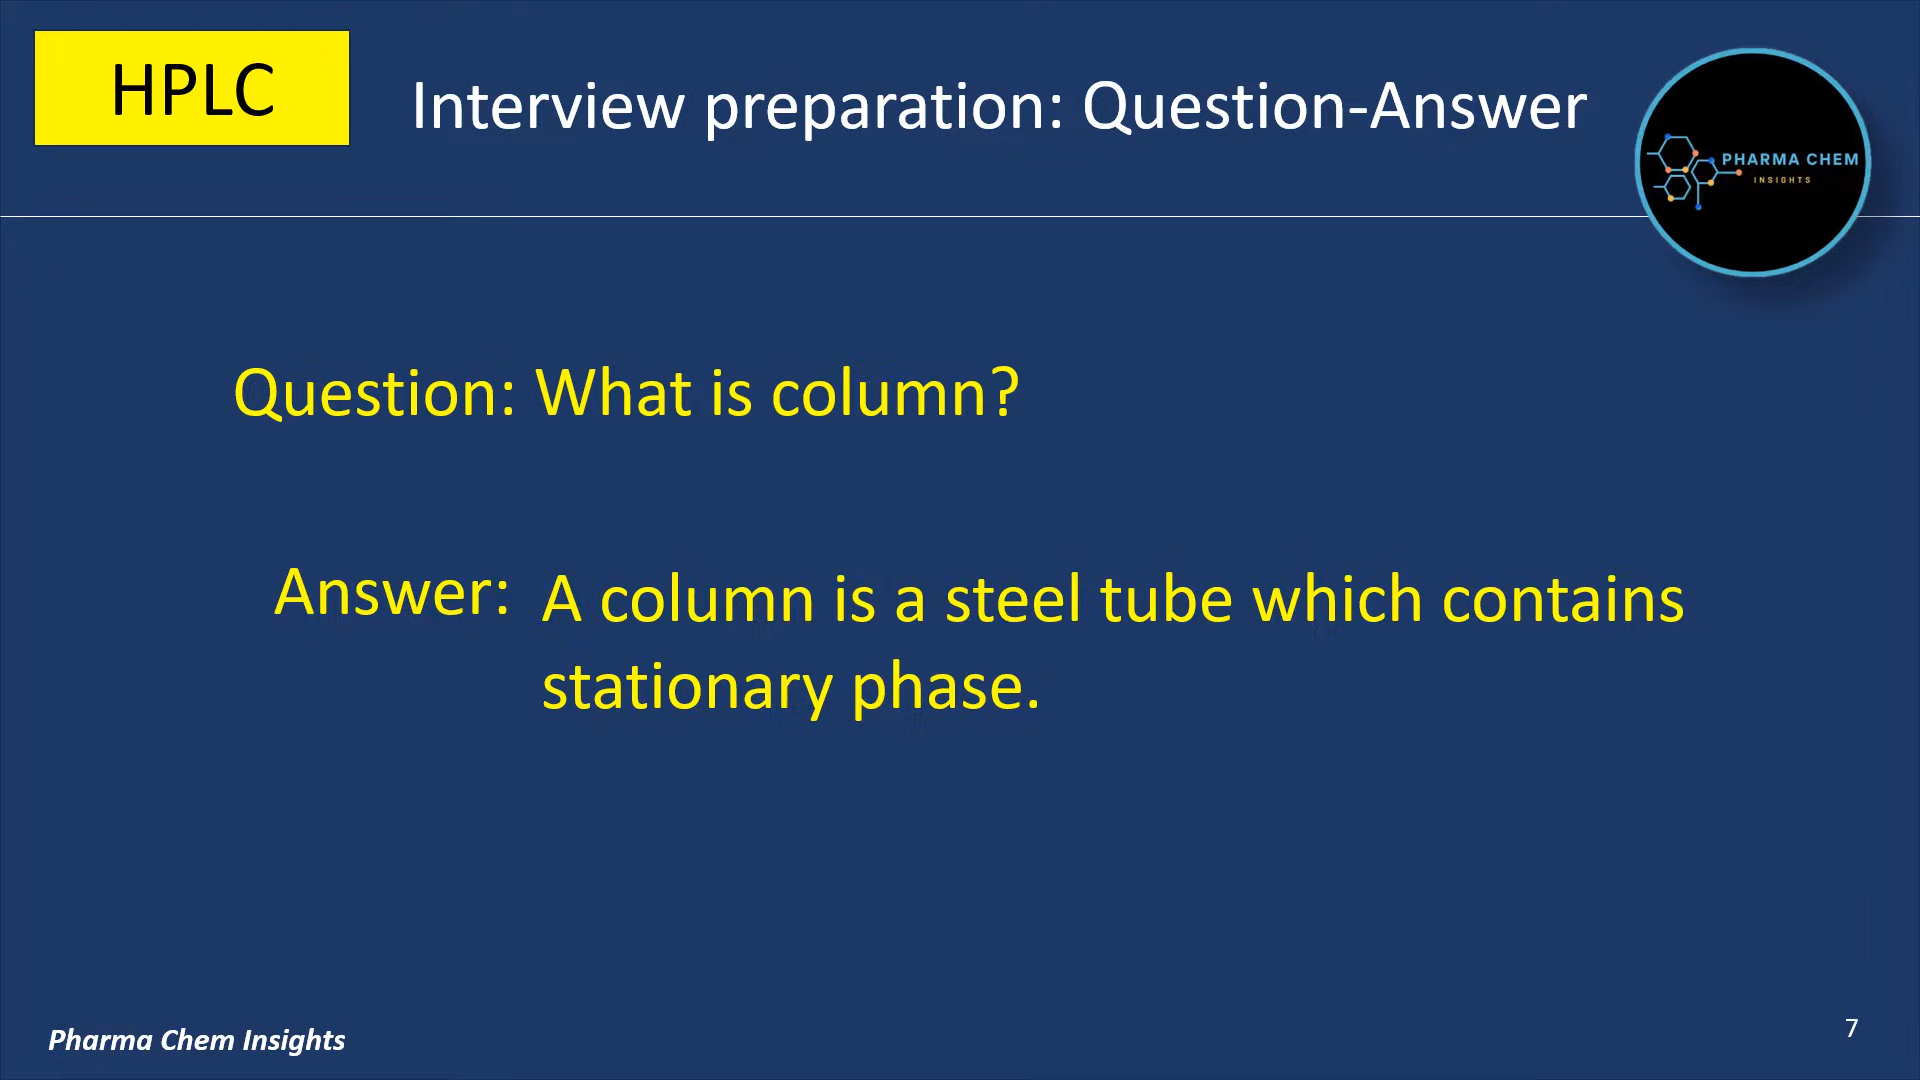 HPLC
Interview preparation: Question-Answer
PHARMA CHEM
INSIGHTS
Question: What is column?
Answer: A column is a steel tube which contains
stationary phase.
Pharma Chem Insights
7